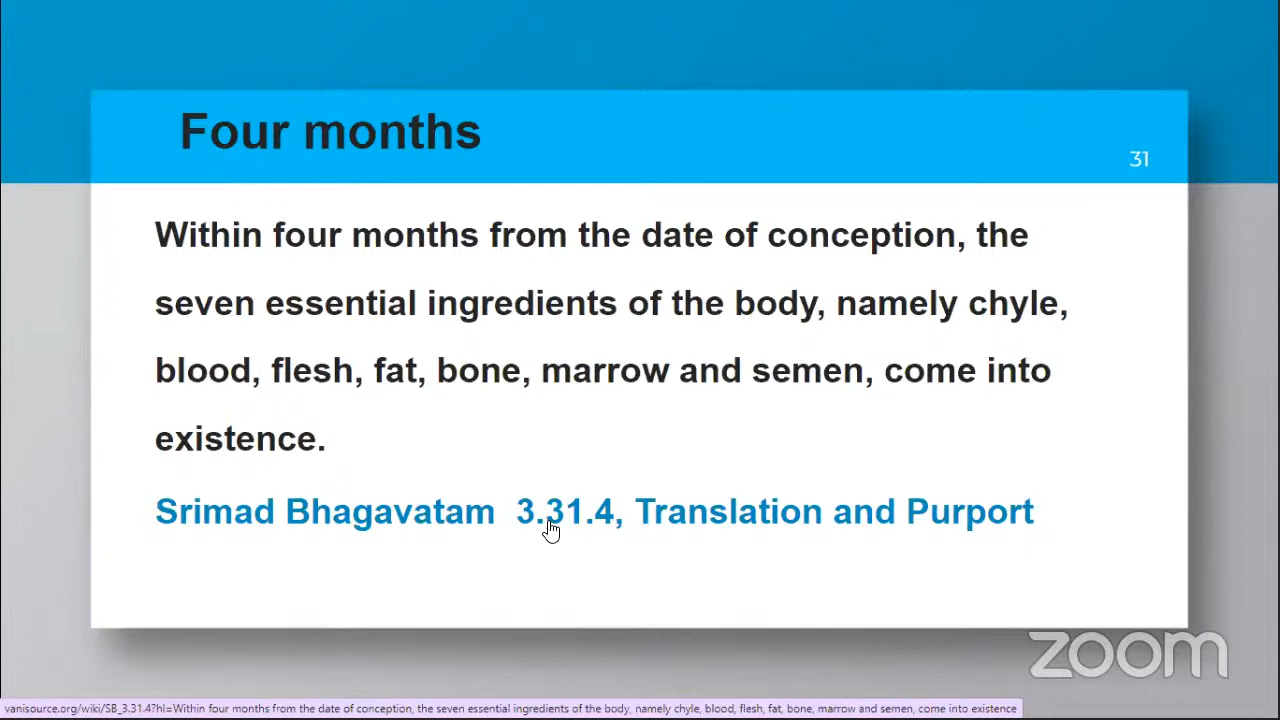 Four months
31
Within four months from the date of conception, the
seven essential ingredients of the body, namely chyle,
blood, flesh, fat, bone, marrow and semen, come into
existence.
Srimad Bhagavatam 3.31.4, Translation and Purport
zoom
vanisource.org/wiki/SB_3.31.4?hl=Within four months from the date of conception, the seven essential ingredients of the body, namely chyle, blood, flesh, fat, bone, marrow and semen, come into existence